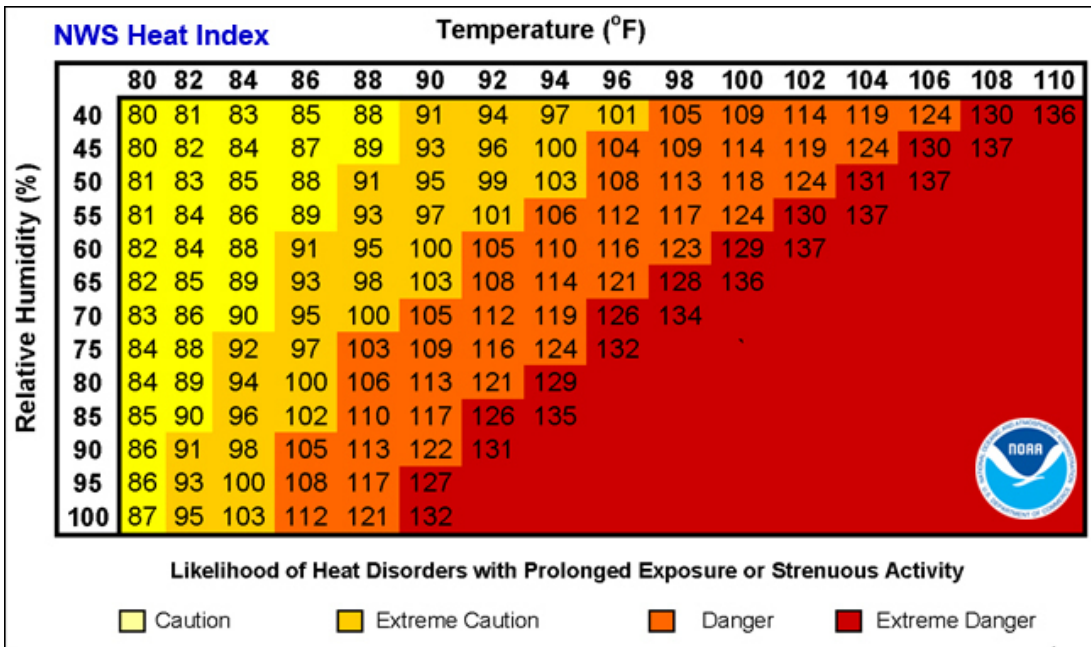 NWS Heat Index
Temperature (°F)
80 82 84 86 88 90 92 94 96 98 100 102 104 106 108 110
Relative Humidity (%)
40 80 81 83 85 88 91 94 97 101 105 109 114 119 124 130 136
45 80 82 84 87 89 93 96 100 104 109 114 119 124 130 137
50 81 83 85 88 91 95 99 103 108 113 118 124 131 137
55 81 84 86 89 93 97 101 106 112 117 124 130 137
60 82 84 88 91 95 100 105 110 116 123 129 137
65 82 85 89 93 98 103 108 114 121 128 136
70 83 86 90 95 100 105 112 119 126 134
75 84 88 92 97 103 109 116 124 132
80 84 89 94 100 106 113 121 129
85 85 90 96 102 110 117 126 135
90 86 91 98 105 113 122 131
95 86 93 100 108 117 127
100 87 95 103 112 121 132
NATIONAL OCEANIC AND ATMOSPHERIC ADMINISTRATION
NOAA
U.S. DEPARTMENT OF COMMERCE
Likelihood of Heat Disorders with Prolonged Exposure or Strenuous Activity
Caution Extreme Caution Danger Extreme Danger